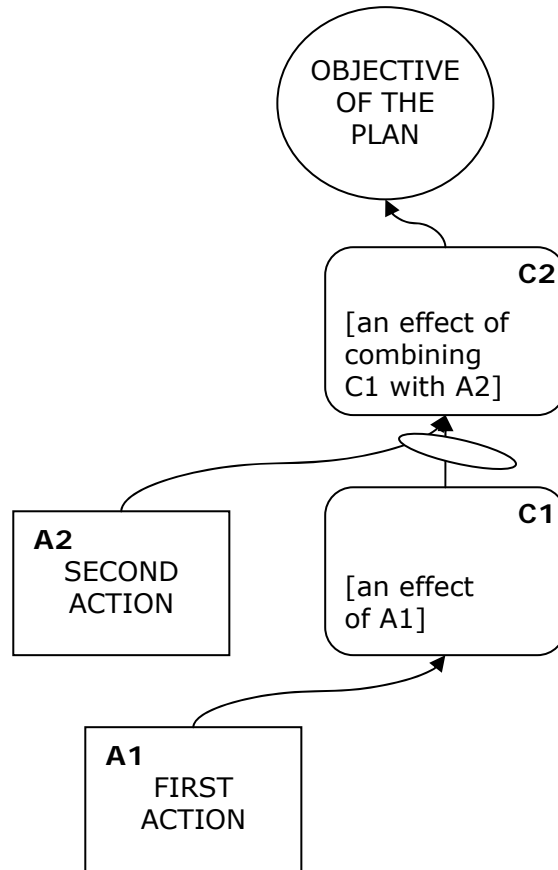 OBJECTIVE
OF THE
PLAN
C2
[an effect of
combining
C1 with A2]
A2
SECOND
ACTION
C1
[an effect
of A1]
A1
FIRST
ACTION